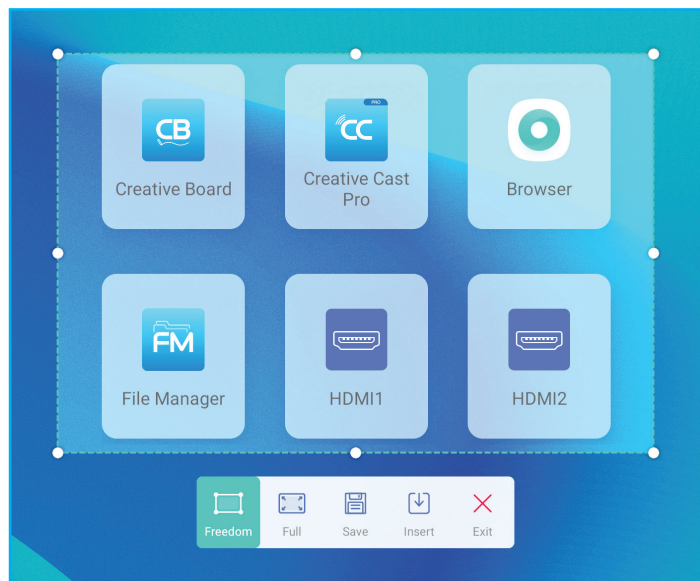 CB
Creative Board
PRO
CC
Creative Cast
Pro
Browser
FM
File Manager
HDMI1
HDMI2
Freedom
Full
Save
Insert
Exit